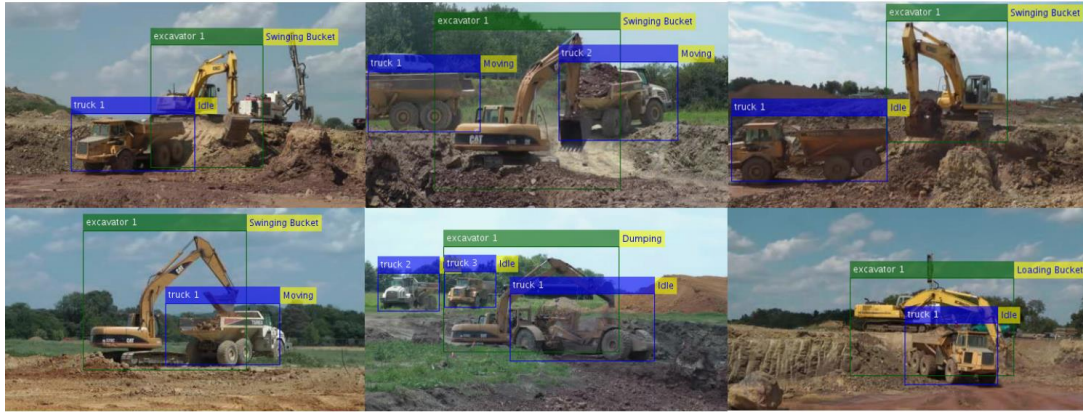 excavator 1
Swinging Bucket
truck 1
Idle
excavator 1
Swinging Bucket
truck 1
Moving
truck 2
Moving
CAT
excavator 1
Swinging Bucket
truck 1
Idle
excavator 1
Swinging Bucket
truck 1
Moving
CAT
excavator 1
Dumping
truck 2
truck 3
Idle
truck 1
Idle
excavator 1
Loading Bucket
truck 1
Idle